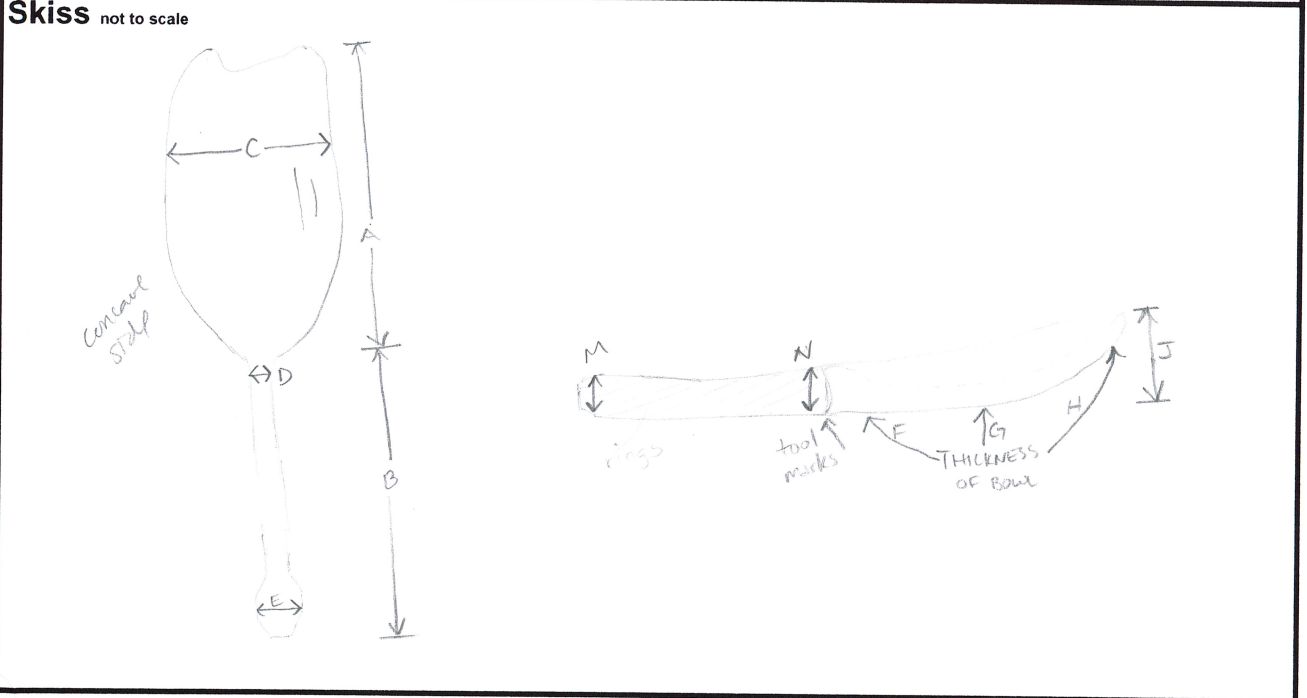 Skiss not to scale
C
A
concave
side
D
B
E
M
N
J
H
F
G
rings
tool
marks
THICKNESS
OF BOWL